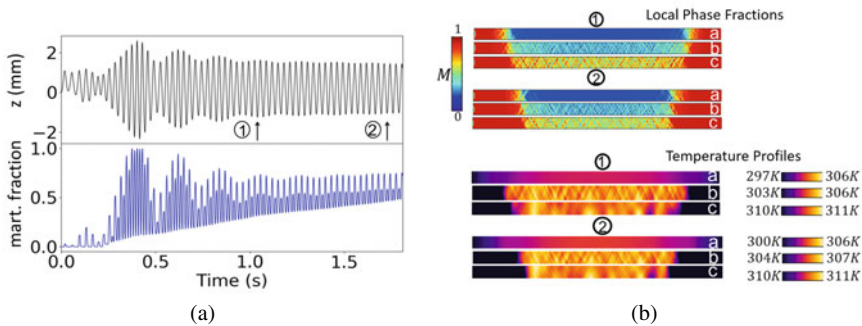 z (mm)
2
0
−2
① ↑
② ↑
mart. fraction
1.0
0.5
0.0
0.0
0.5
1.0
1.5
Time (s)
(a)
Local Phase Fractions
1
M
0
①
a
b
c
②
a
b
c
Temperature Profiles
①
a
b
c
297K 306K
303K 306K
310K 311K
②
a
b
c
300K 306K
304K 307K
310K 311K
(b)